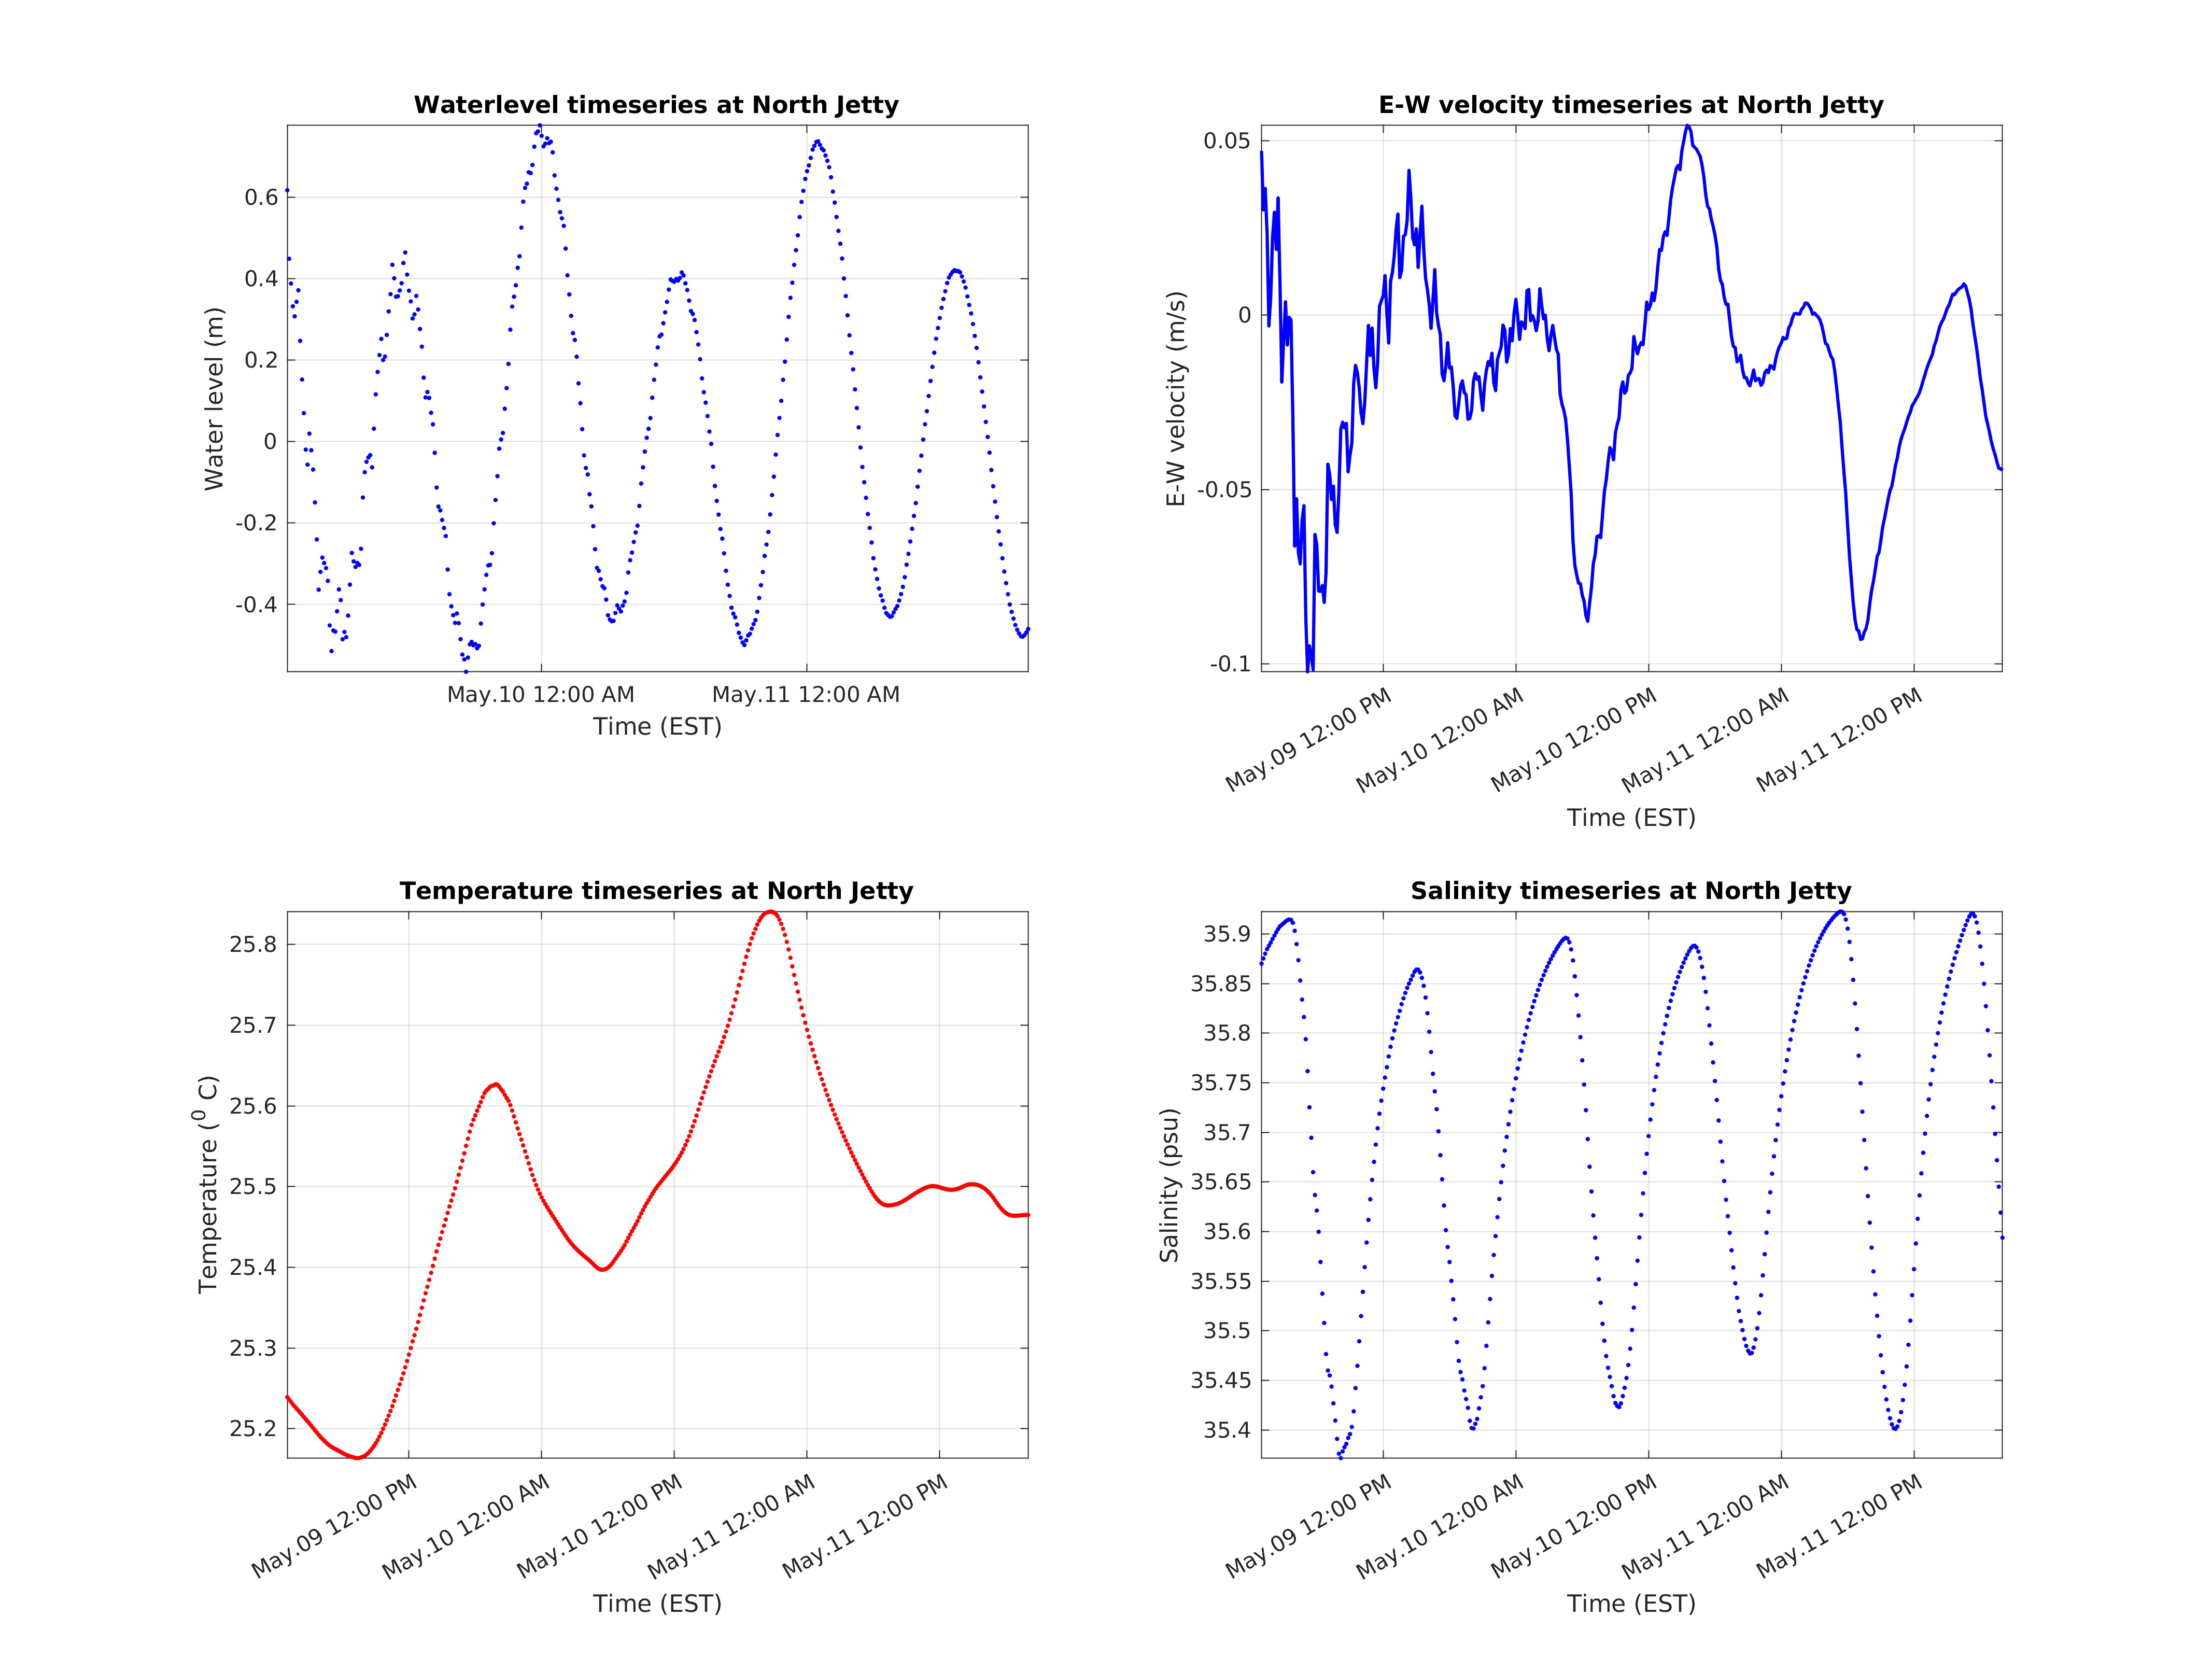 Waterlevel timeseries at North Jetty
0.6
0.4
0.2
0
-0.2
-0.4
Water level (m)
May.10 12:00 AM
May.11 12:00 AM
Time (EST)
E-W velocity timeseries at North Jetty
0.05
0
-0.05
-0.1
E-W velocity (m/s)
May.09 12:00 PM
May.10 12:00 AM
May.10 12:00 PM
May.11 12:00 AM
May.11 12:00 PM
Time (EST)
Temperature timeseries at North Jetty
25.8
25.7
25.6
25.5
25.4
25.3
25.2
Temperature (⁰ C)
May.09 12:00 PM
May.10 12:00 AM
May.10 12:00 PM
May.11 12:00 AM
May.11 12:00 PM
Time (EST)
Salinity timeseries at North Jetty
35.9
35.85
35.8
35.75
35.7
35.65
35.6
35.55
35.5
35.45
35.4
Salinity (psu)
May.09 12:00 PM
May.10 12:00 AM
May.10 12:00 PM
May.11 12:00 AM
May.11 12:00 PM
Time (EST)